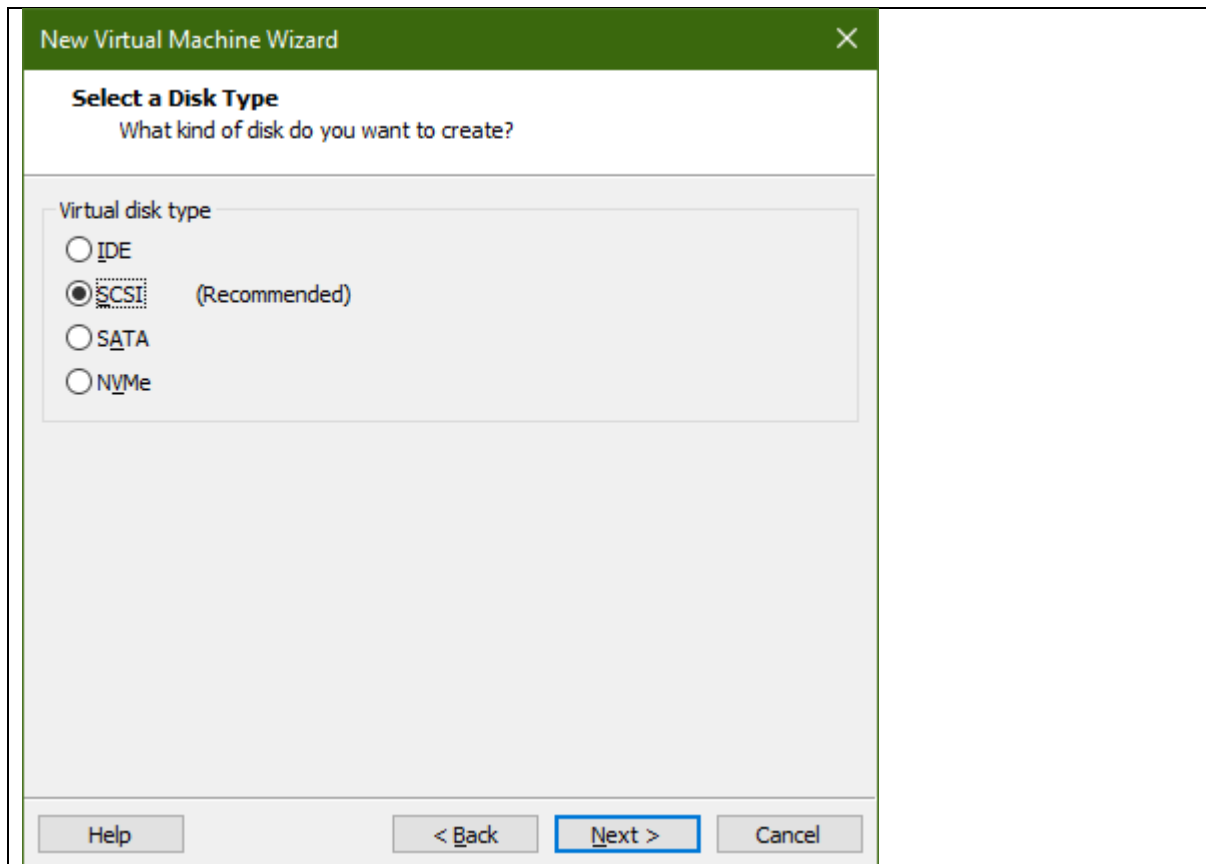 New Virtual Machine Wizard
Select a Disk Type
What kind of disk do you want to create?
Virtual disk type
IDE
SCSI (Recommended)
SATA
NVMe
Help < Back Next > Cancel